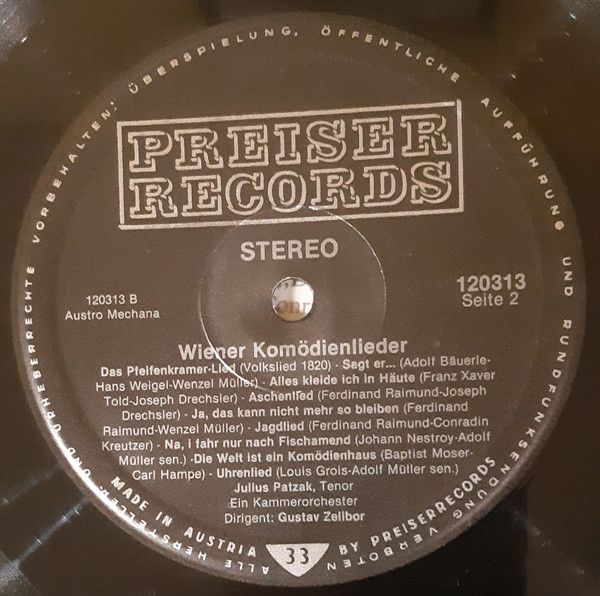 ALLE HERSTELLER- UND URHEBERRECHTE VORBEHALTEN; ÜBERSPIELUNG, ÖFFENTLICHE AUFFÜHRUNG UND RUNDFUNKSENDUNG VERBOTEN
PREISER
RECORDS
STEREO
120313 B
Austro Mechana
120313
Seite 2
Wiener Komödienlieder
Das Pfeifenkramer-Lied (Volkslied 1820) - Sagt er... (Adolf Bäuerle-
Hans Weigel-Wenzel Müller) - Alles kleide ich in Häute (Franz Xaver
Told-Joseph Drechsler) - Aschenlied (Ferdinand Raimund-Joseph
Drechsler) - Ja, das kann nicht mehr so bleiben (Ferdinand
Raimund-Wenzel Müller) - Jagdlied (Ferdinand Raimund-Conradin
Kreutzer) - Na, i fahr nur nach Fischamend (Johann Nestroy-Adolf
Müller sen.) -Die Welt ist ein Komödienhaus (Baptist Moser-
Carl Hampe) - Uhrenlied (Louis Grois-Adolf Müller sen.)
Julius Patzak, Tenor
Ein Kammerorchester
Dirigent: Gustav Zelibor
MADE IN AUSTRIA
33
BY PREISERRECORDS